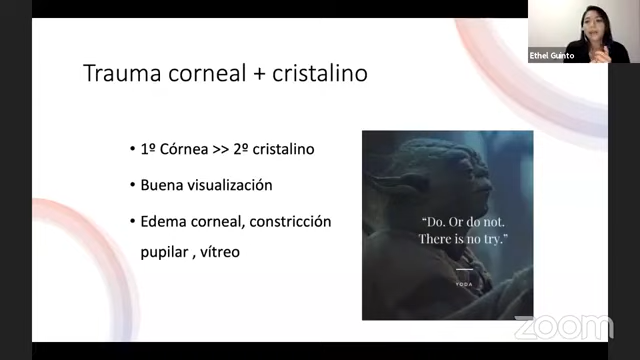 Ethel Guinto
Trauma corneal + cristalino
• 1º Córnea >> 2º cristalino
• Buena visualización
• Edema corneal, constricción
pupilar , vítreo
“Do. Or do not.
There is no try.”
YODA
zoom